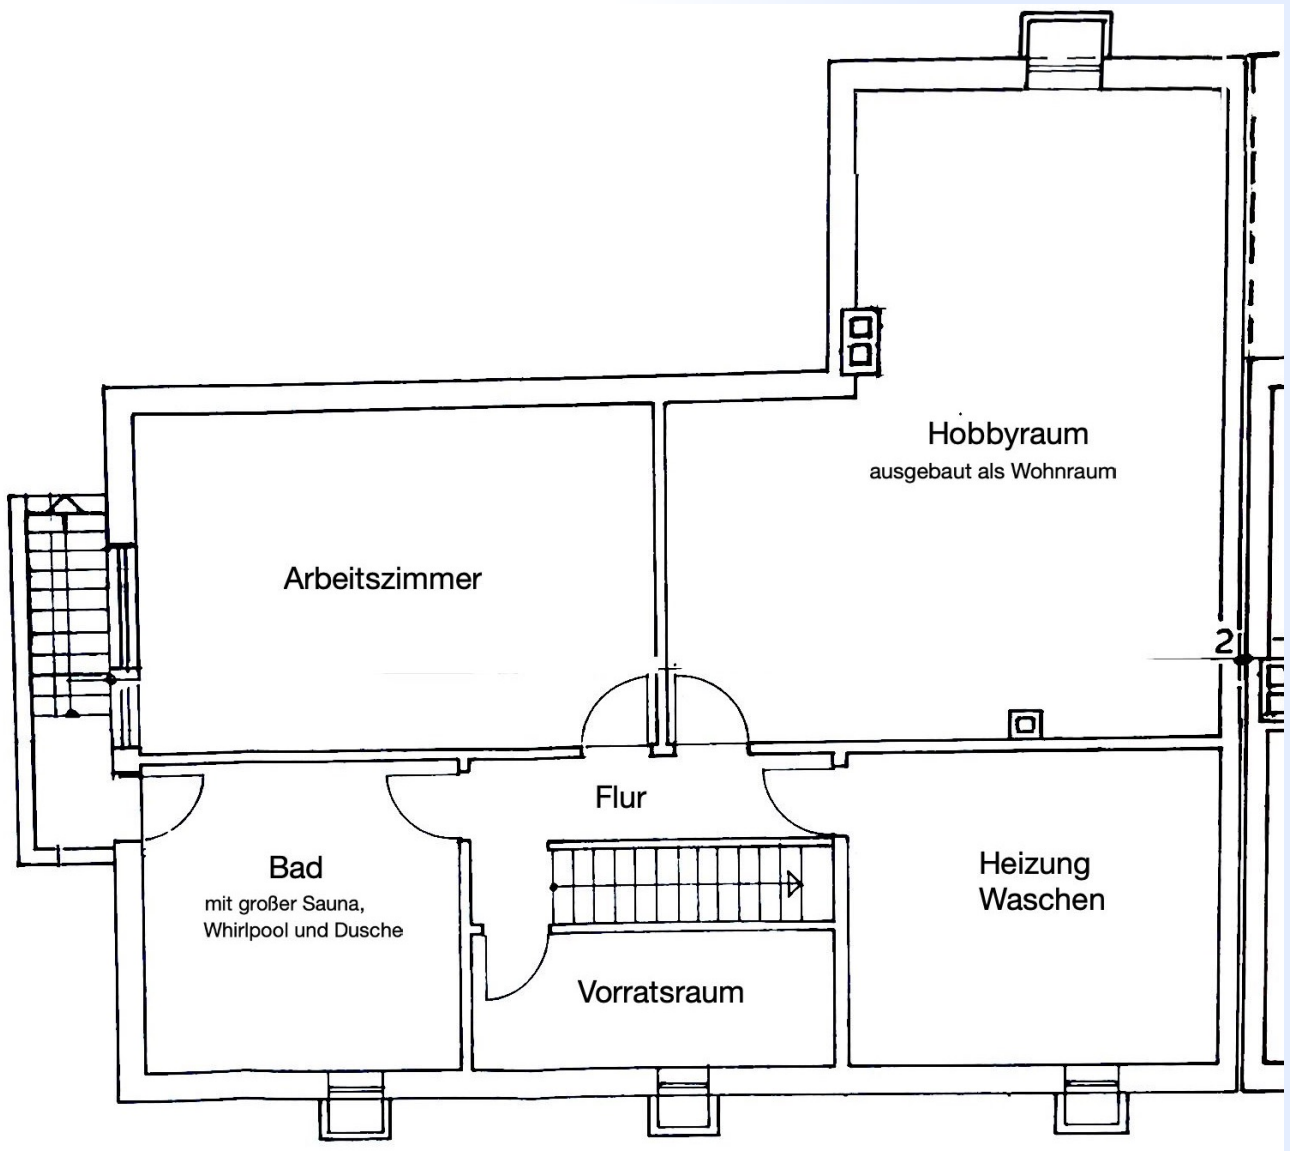 Hobbyraum
ausgebaut als Wohnraum
Arbeitszimmer
2
Flur
Bad
mit großer Sauna,
Whirlpool und Dusche
Heizung
Waschen
Vorratsraum